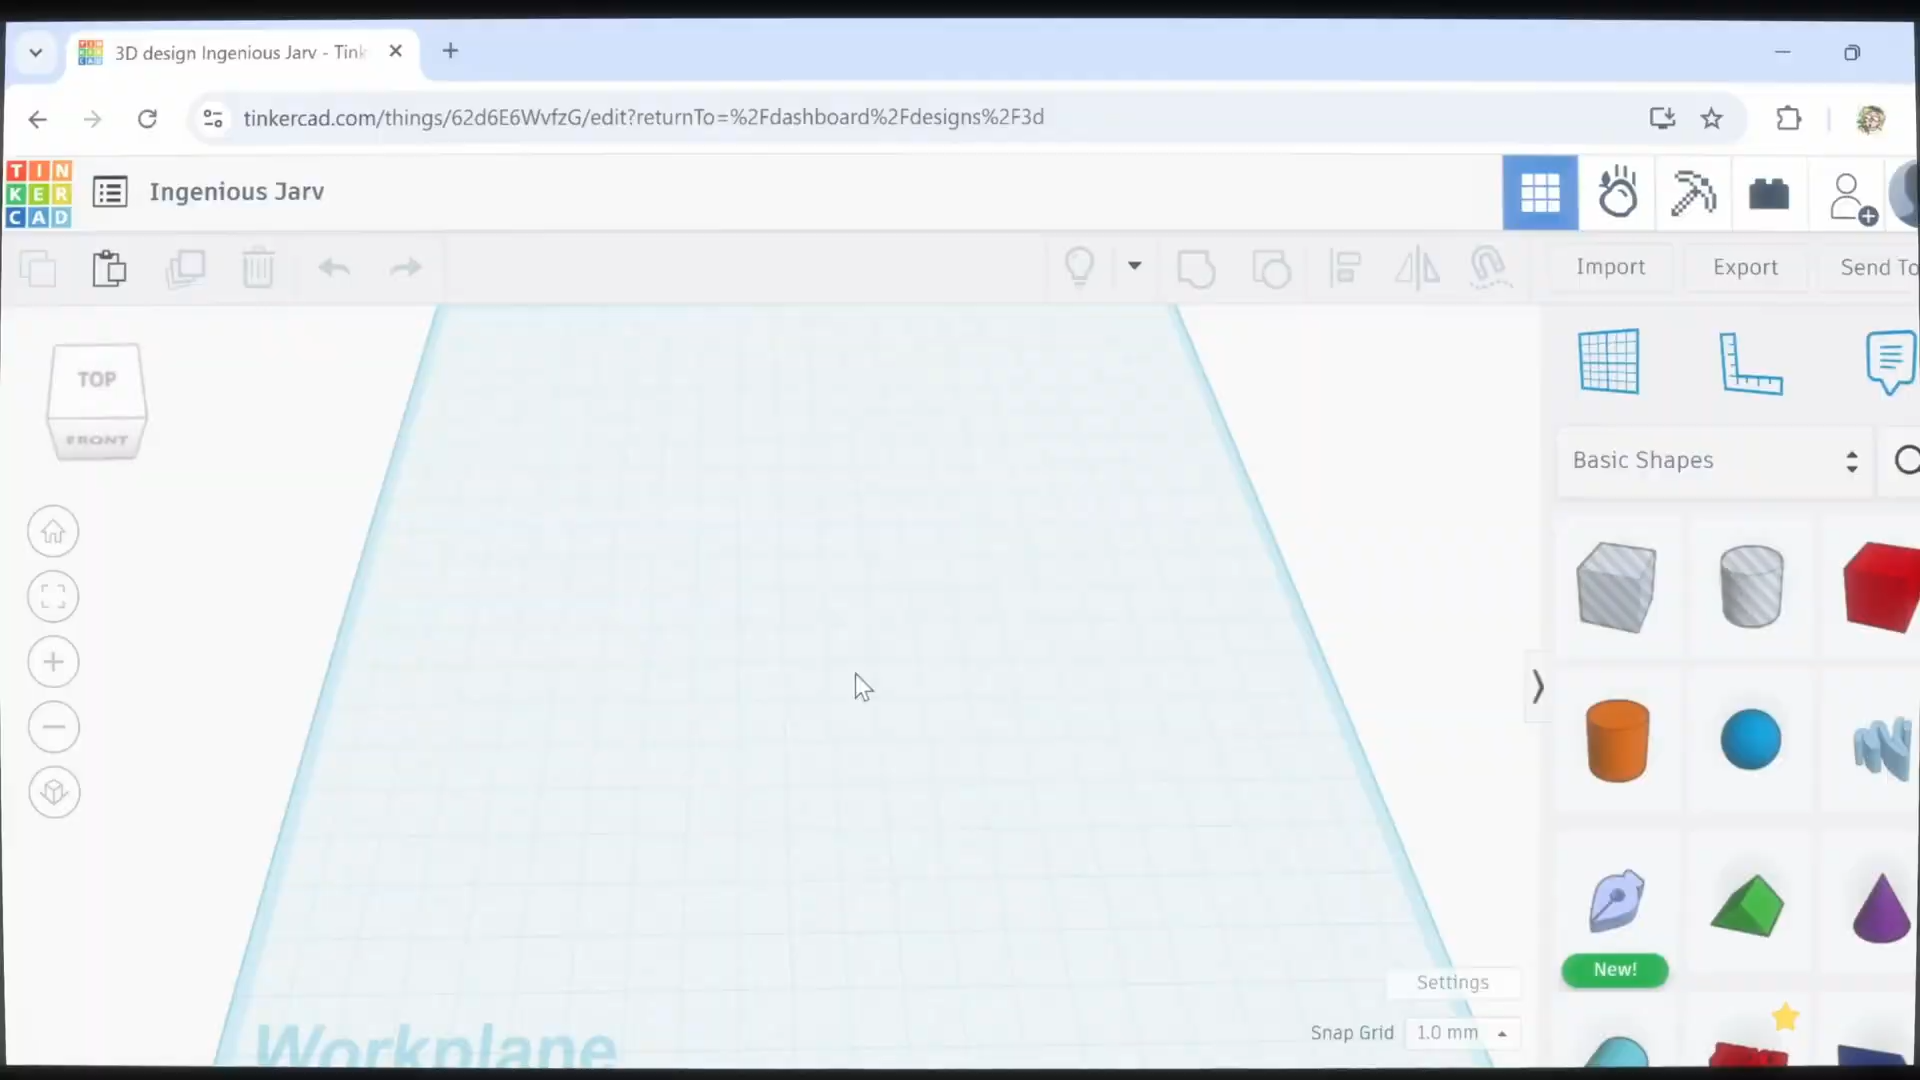 3D design Ingenious Jarv - Tink
tinkercad.com/things/62d6E6WvfzG/edit?returnTo=%2Fdashboard%2Fdesigns%2F3d
TIN
KER
CAD
Ingenious Jarv
Import
Export
Send To
TOP
FRONT
Basic Shapes
New!
Settings
Workplane
Snap Grid
1.0 mm